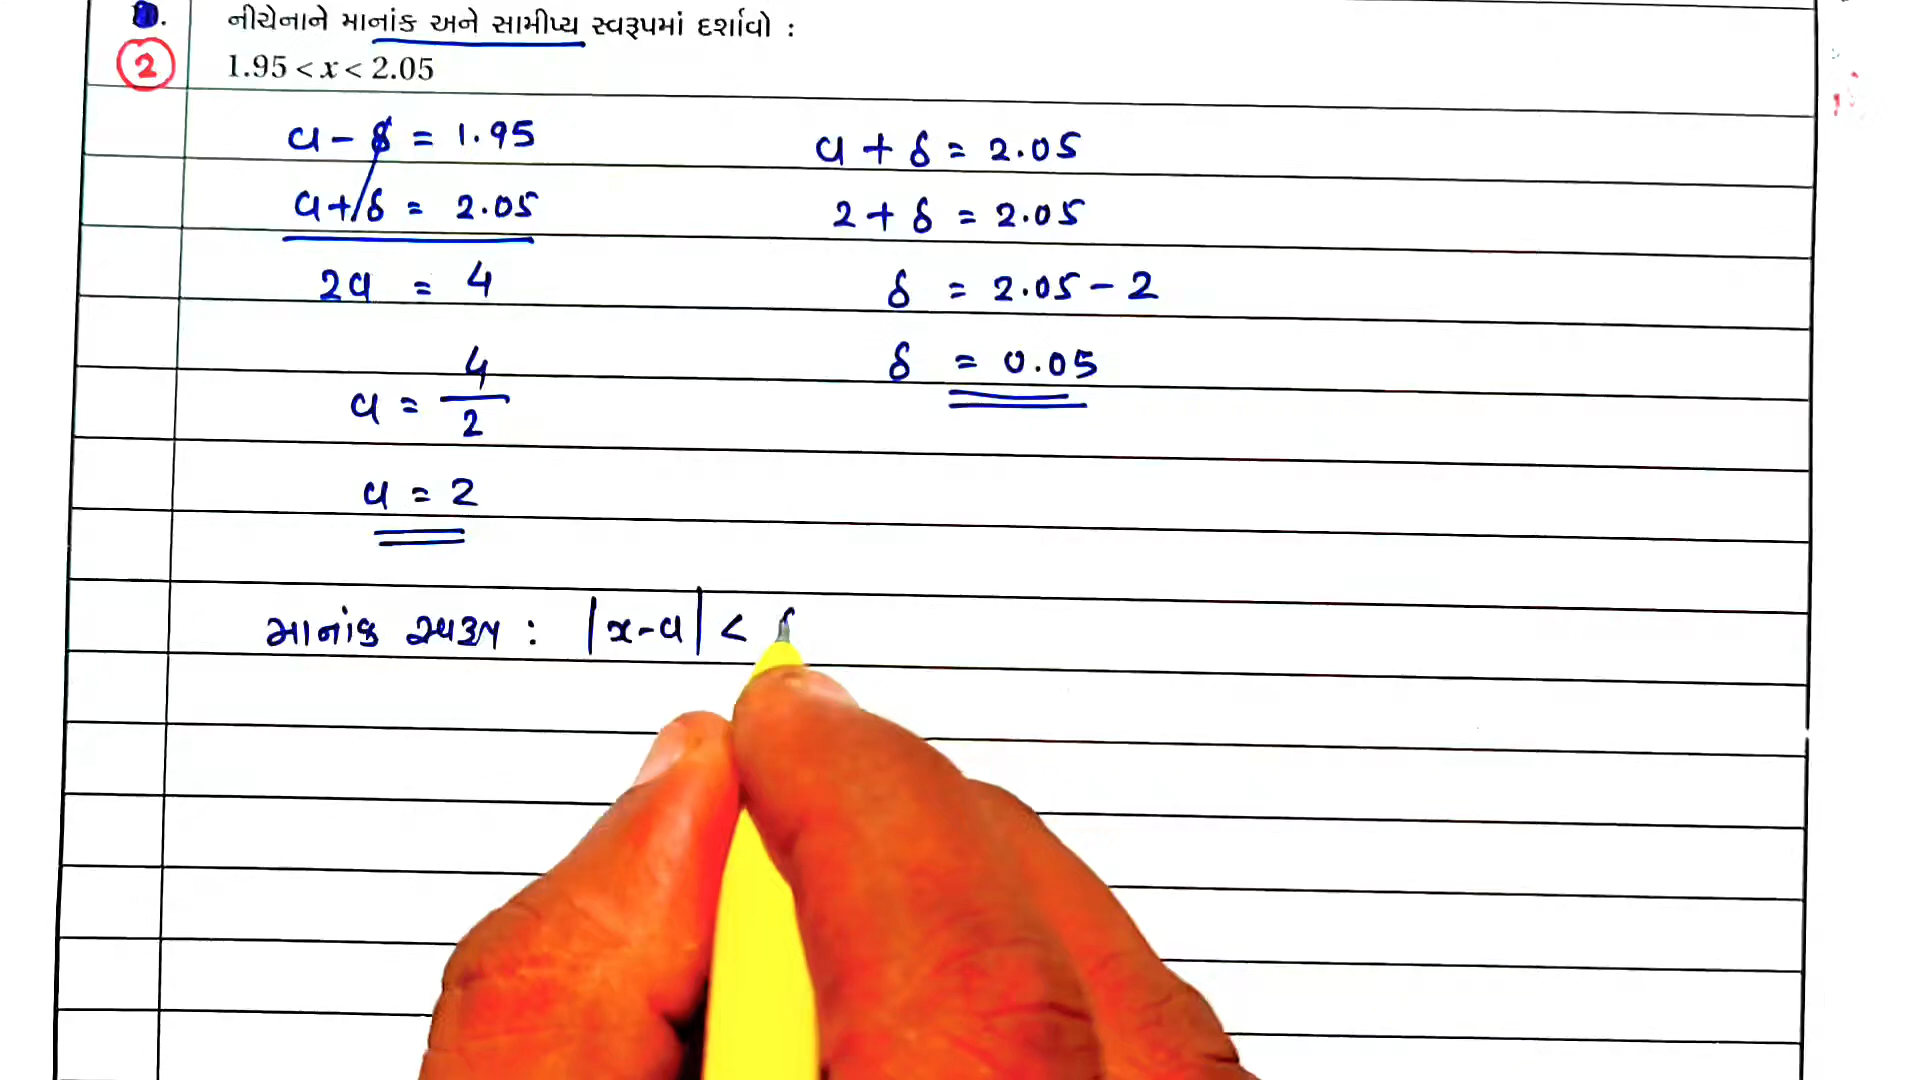 નીચેનાને માનાંક અને સામીપ્ય સ્વરૂપમાં દર્શાવો :
2
1.95 < x < 2.05
a - δ = 1.95
a + δ = 2.05
2a = 4
a = 4/2
a = 2
a + δ = 2.05
2 + δ = 2.05
δ = 2.05 - 2
δ = 0.05
માનાંક સ્વરૂપ : |x-a| <